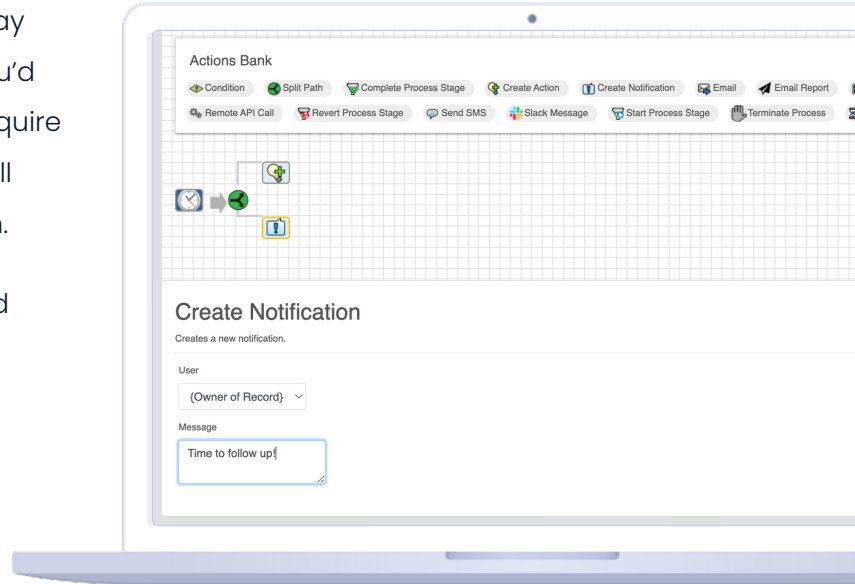 ay
u'd
quire
ll
n.
d
Actions Bank
Condition Split Path Complete Process Stage Create Action Create Notification Email Email Report
Remote API Call Revert Process Stage Send SMS Slack Message Start Process Stage Terminate Process
Create Notification
Creates a new notification.
User
{Owner of Record}
Message
Time to follow up!